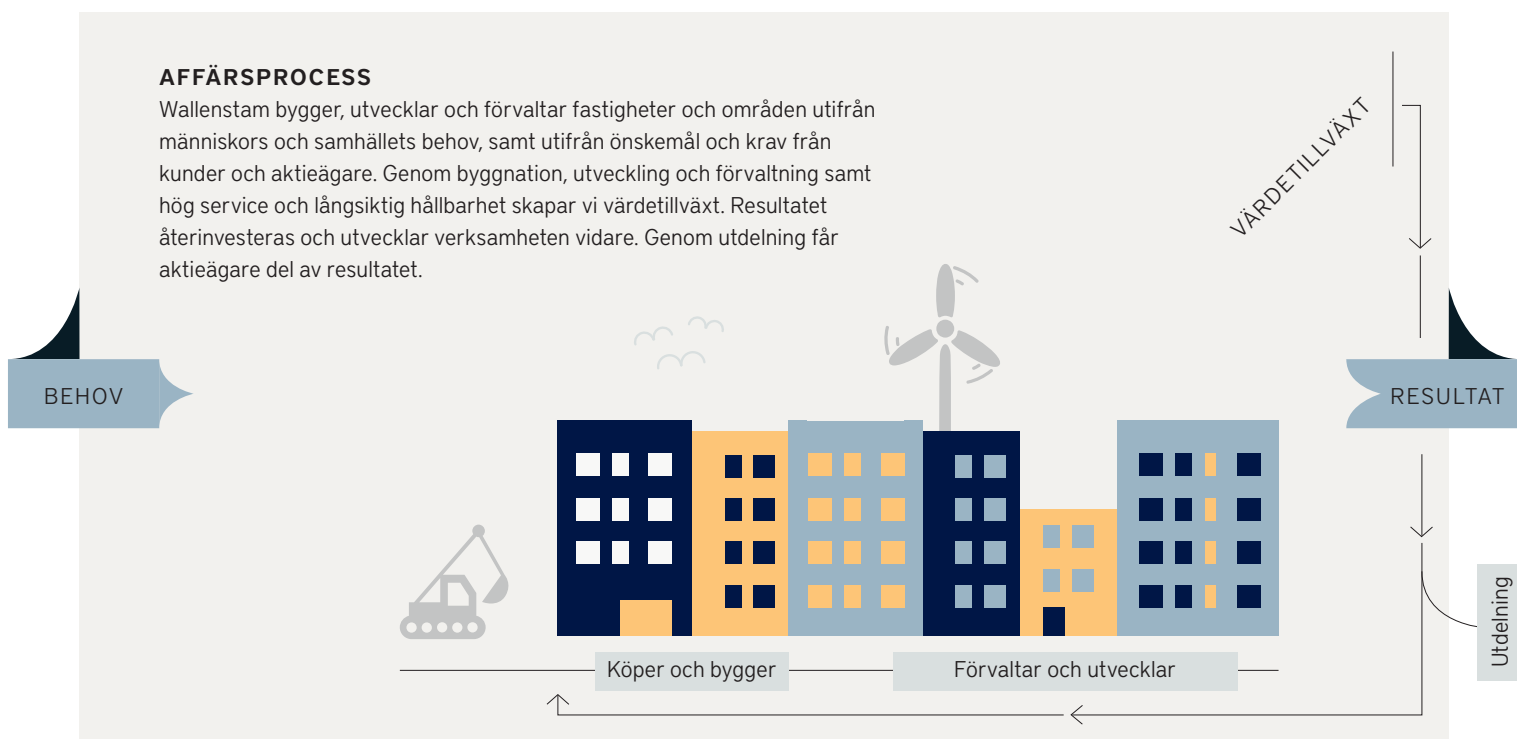 AFFÄRSPROCESS
Wallenstam bygger, utvecklar och förvaltar fastigheter och områden utifrån
människors och samhällets behov, samt utifrån önskemål och krav från
kunder och aktieägare. Genom byggnation, utveckling och förvaltning samt
hög service och långsiktig hållbarhet skapar vi värdetillväxt. Resultatet
återinvesteras och utvecklar verksamheten vidare. Genom utdelning får
aktieägare del av resultatet.
VÄRDETILLVÄXT
BEHOV
RESULTAT
Utdelning
Köper och bygger
Förvaltar och utvecklar